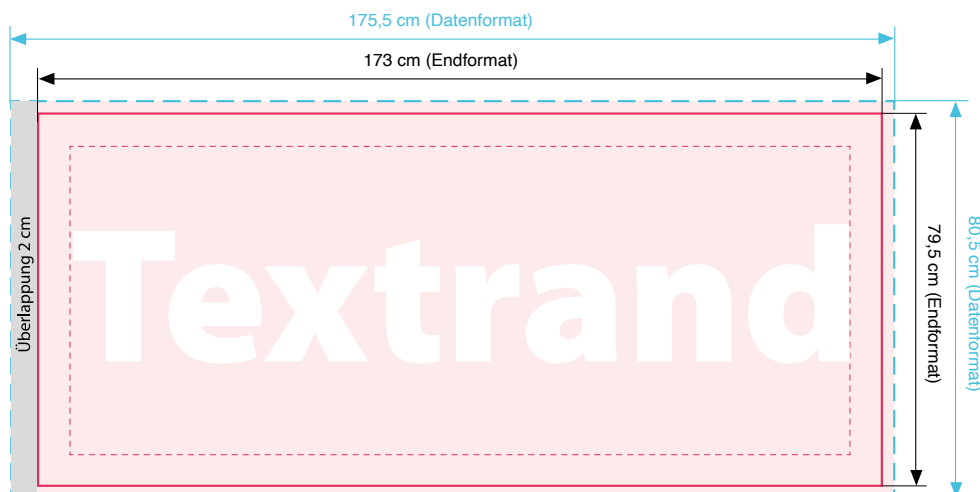 175,5 cm (Datenformat)
173 cm (Endformat)
Überlappung 2 cm
Textrand
79,5 cm (Endformat)
80,5 cm (Datenformat)